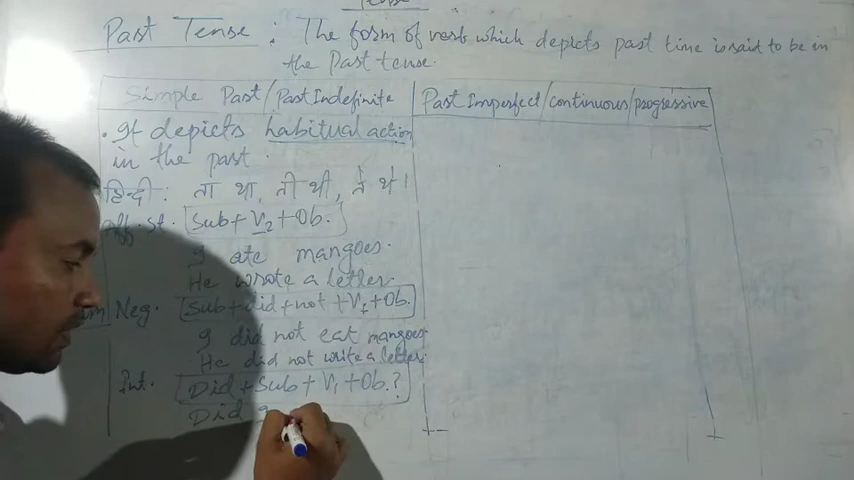 Tense
Past Tense : The form of verb which depicts past time is said to be in
the Past tense.
Simple Past/Past Indefinite
• It depicts habitual action
in the past.
हिन्दी: ता था, ती थी, ते थे।
Aff. St. Sub+V2+Ob.
I ate mangoes.
He wrote a letter.
Neg. Sub+did+not+V1+Ob.
I did not eat mangoes
He did not write a letter.
Int. Did+Sub+V1+Ob.?
Did I
Past Imperfect/continuous/progressive